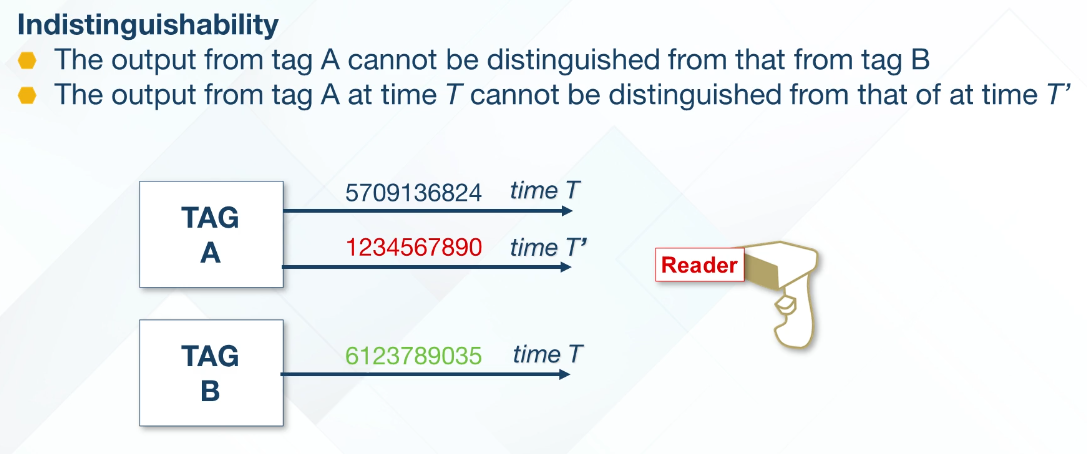 Indistinguishability
The output from tag A cannot be distinguished from that from tag B
The output from tag A at time T cannot be distinguished from that of at time T’
TAG
A
5709136824 time T
1234567890 time T’
Reader
TAG
B
6123789035 time T